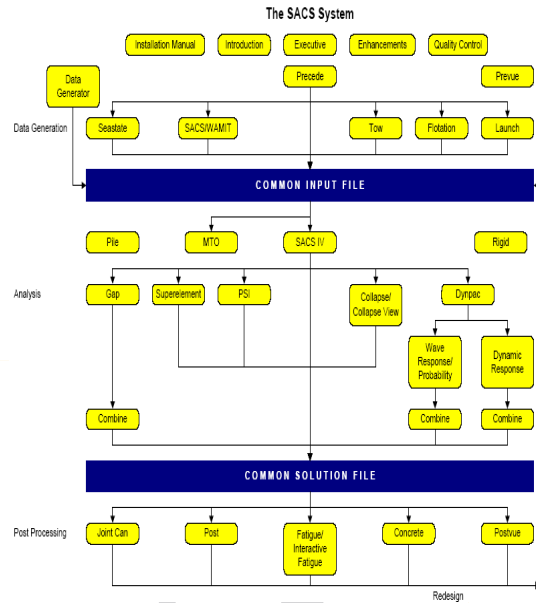 The SACS System
Installation Manual Introduction Executive Enhancements Quality Control
Data
Generator
Precede Prevue
Data Generation
Seastate SACS/WAMIT Tow Flotation Launch
COMMON INPUT FILE
Pile MTO SACS IV Rigid
Analysis
Gap Superelement PSI Collapse/
Collapse View Dynpac
Wave
Response/
Probability
Dynamic
Response
Combine Combine Combine
COMMON SOLUTION FILE
Post Processing
Joint Can Post Fatigue/
Interactive
Fatigue Concrete Postvue
Redesign